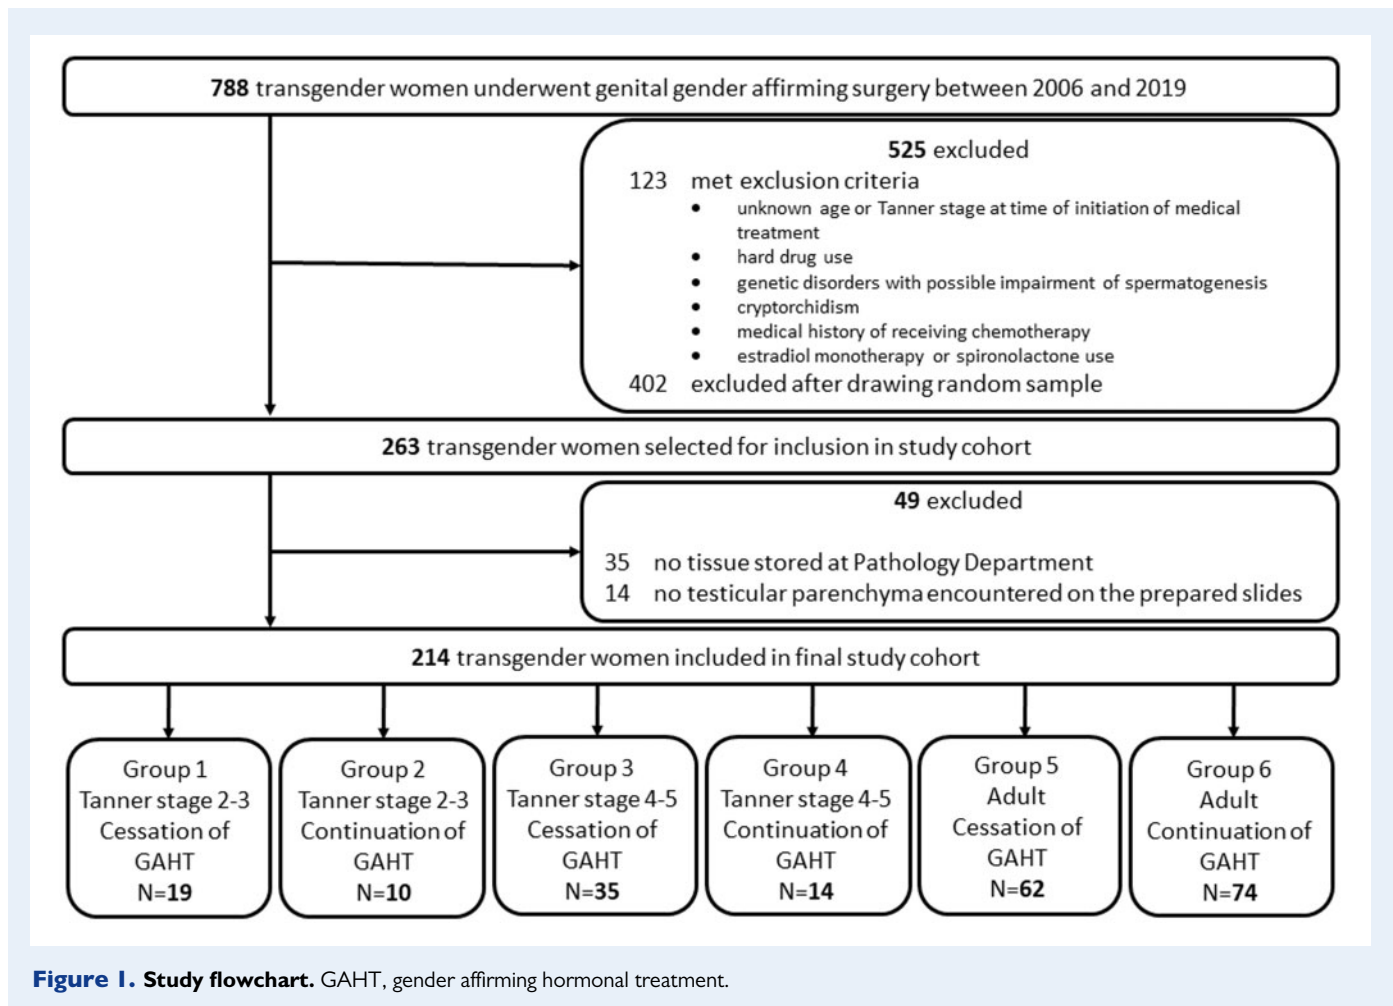 788 transgender women underwent genital gender affirming surgery between 2006 and 2019
525 excluded
123 met exclusion criteria
• unknown age or Tanner stage at time of initiation of medical
treatment
• hard drug use
• genetic disorders with possible impairment of spermatogenesis
• cryptorchidism
• medical history of receiving chemotherapy
• estradiol monotherapy or spironolactone use
402 excluded after drawing random sample
263 transgender women selected for inclusion in study cohort
49 excluded
35 no tissue stored at Pathology Department
14 no testicular parenchyma encountered on the prepared slides
214 transgender women included in final study cohort
Group 1
Tanner stage 2-3
Cessation of
GAHT
N=19
Group 2
Tanner stage 2-3
Continuation of
GAHT
N=10
Group 3
Tanner stage 4-5
Cessation of
GAHT
N=35
Group 4
Tanner stage 4-5
Continuation of
GAHT
N=14
Group 5
Adult
Cessation of
GAHT
N=62
Group 6
Adult
Continuation of
GAHT
N=74
Figure 1. Study flowchart. GAHT, gender affirming hormonal treatment.